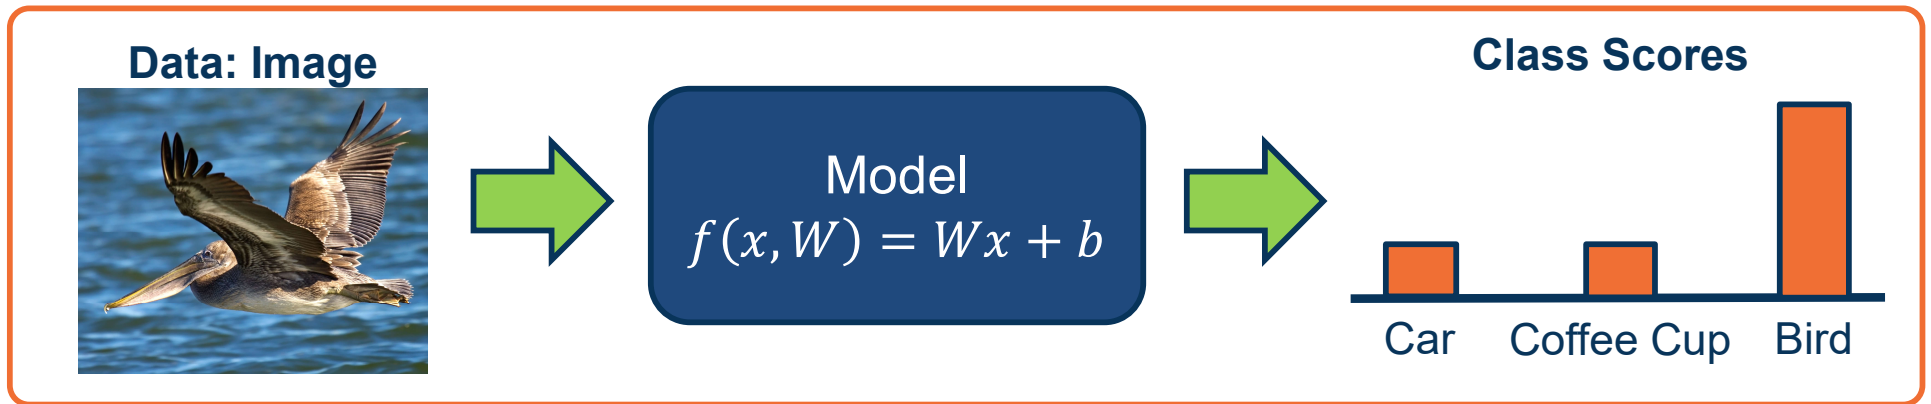 Data: Image
Model
f(x, W) = Wx + b
Class Scores
Car
Coffee Cup
Bird